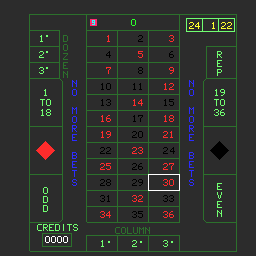 0
24 1 22
1° DOZEN
2°
3°
1 2 3
4 5 6
7 8 9
10 11 12
13 14 15
16 17 18
19 20 21
22 23 24
25 26 27
28 29 30
31 32 33
34 35 36
REP
1 TO 18
NO MORE BETS
NO MORE BETS
19 TO 36
ODD
EVEN
CREDITS
0000
COLUMN
1° 2° 3°